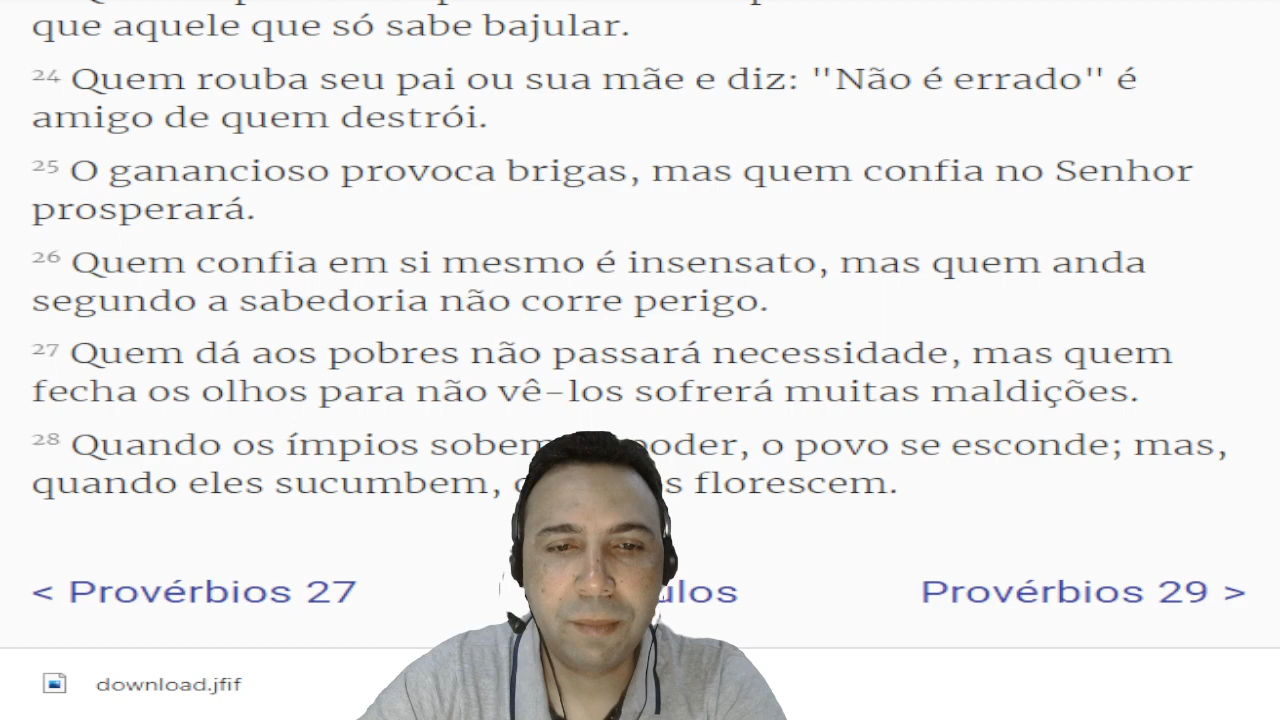 que aquele que só sabe bajular.
24 Quem rouba seu pai ou sua mãe e diz: "Não é errado" é
amigo de quem destrói.
25 O ganancioso provoca brigas, mas quem confia no Senhor
prosperará.
26 Quem confia em si mesmo é insensato, mas quem anda
segundo a sabedoria não corre perigo.
27 Quem dá aos pobres não passará necessidade, mas quem
fecha os olhos para não vê-los sofrerá muitas maldições.
28 Quando os ímpios sobem poder, o povo se esconde; mas,
quando eles sucumbem, florescem.
< Provérbios 27 Provérbios 29 >
download.jfif